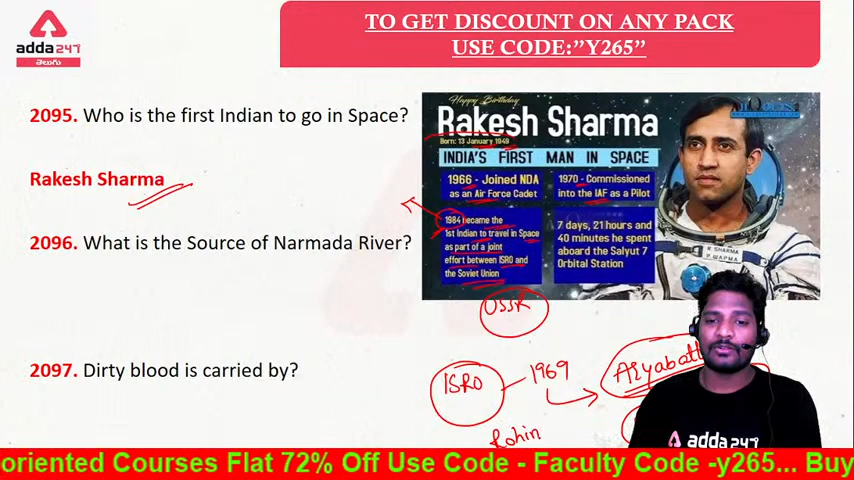 TO GET DISCOUNT ON ANY PACK
USE CODE:”Y265”
adda247
తెలుగు
2095. Who is the first Indian to go in Space?
Rakesh Sharma
2096. What is the Source of Narmada River?
2097. Dirty blood is carried by?
Happy Birthday
Rakesh Sharma
Born: 13 January 1949
INDIA'S FIRST MAN IN SPACE
1966 - Joined NDA
as an Air Force Cadet
1970 - Commissioned
into the IAF as a Pilot
1984 became the
1st Indian to travel in Space
as part of a joint
effort between ISRO and
the Soviet Union
7 days, 21 hours and
40 minutes he spent
aboard the Salyut 7
Orbital Station
R. SHARMA
USSR
ISRO
1969
Aryabatt
Rohin
adda247
oriented Courses Flat 72% Off Use Code - Faculty Code -y265... Buy